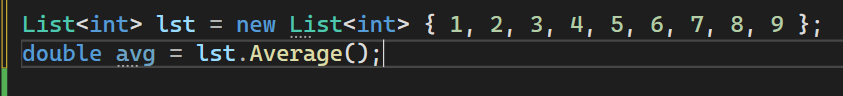 List<int> lst = new List<int> { 1, 2, 3, 4, 5, 6, 7, 8, 9 };
double avg = lst.Average();